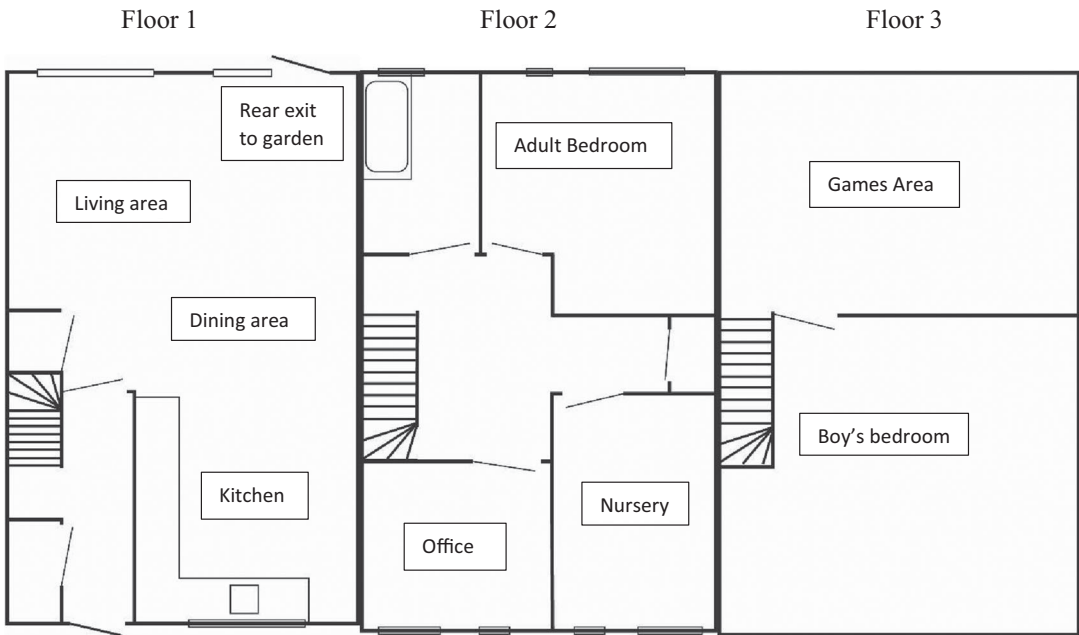 Floor 1
Floor 2
Floor 3
Rear exit
to garden
Adult Bedroom
Living area
Games Area
Dining area
Boy's bedroom
Kitchen
Nursery
Office